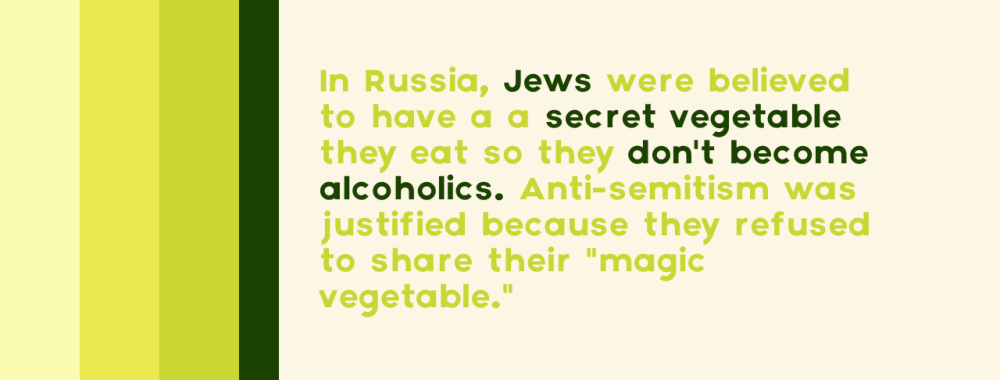 In Russia, Jews were believed
to have a a secret vegetable
they eat so they don't become
alcoholics. Anti-semitism was
justified because they refused
to share their "magic
vegetable."